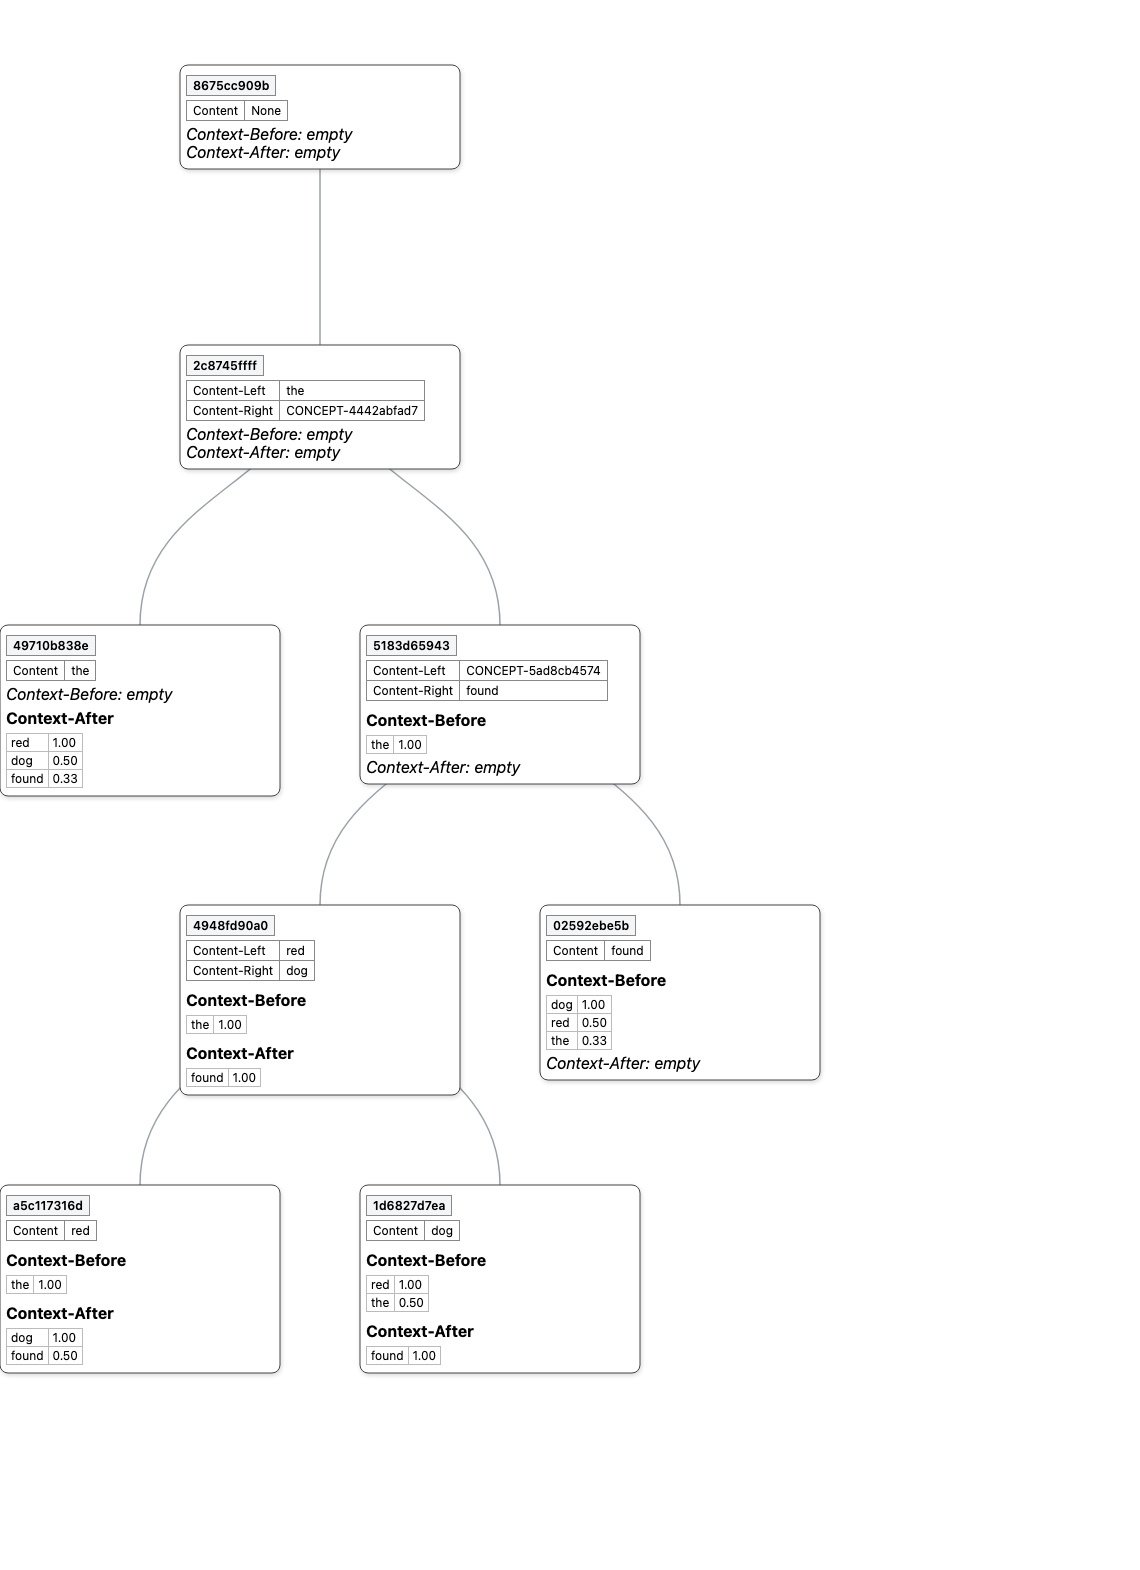 8675cc909b
Content None
Context-Before: empty
Context-After: empty
2c8745ffff
Content-Left the
Content-Right CONCEPT-4442abfad7
Context-Before: empty
Context-After: empty
49710b838e
Content the
Context-Before: empty
Context-After
red 1.00
dog 0.50
found 0.33
5183d65943
Content-Left CONCEPT-5ad8cb4574
Content-Right found
Context-Before
the 1.00
Context-After: empty
4948fd90a0
Content-Left red
Content-Right dog
Context-Before
the 1.00
Context-After
found 1.00
02592ebe5b
Content found
Context-Before
dog 1.00
red 0.50
the 0.33
Context-After: empty
a5c117316d
Content red
Context-Before
the 1.00
Context-After
dog 1.00
found 0.50
1d6827d7ea
Content dog
Context-Before
red 1.00
the 0.50
Context-After
found 1.00